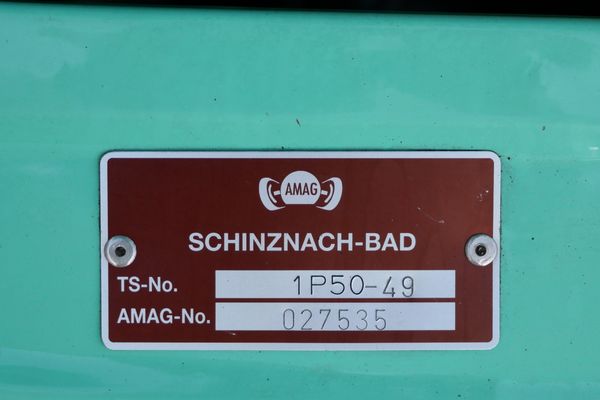 AMAG
SCHINZNACH-BAD
TS-No. 1P50-49
AMAG-No. 027535